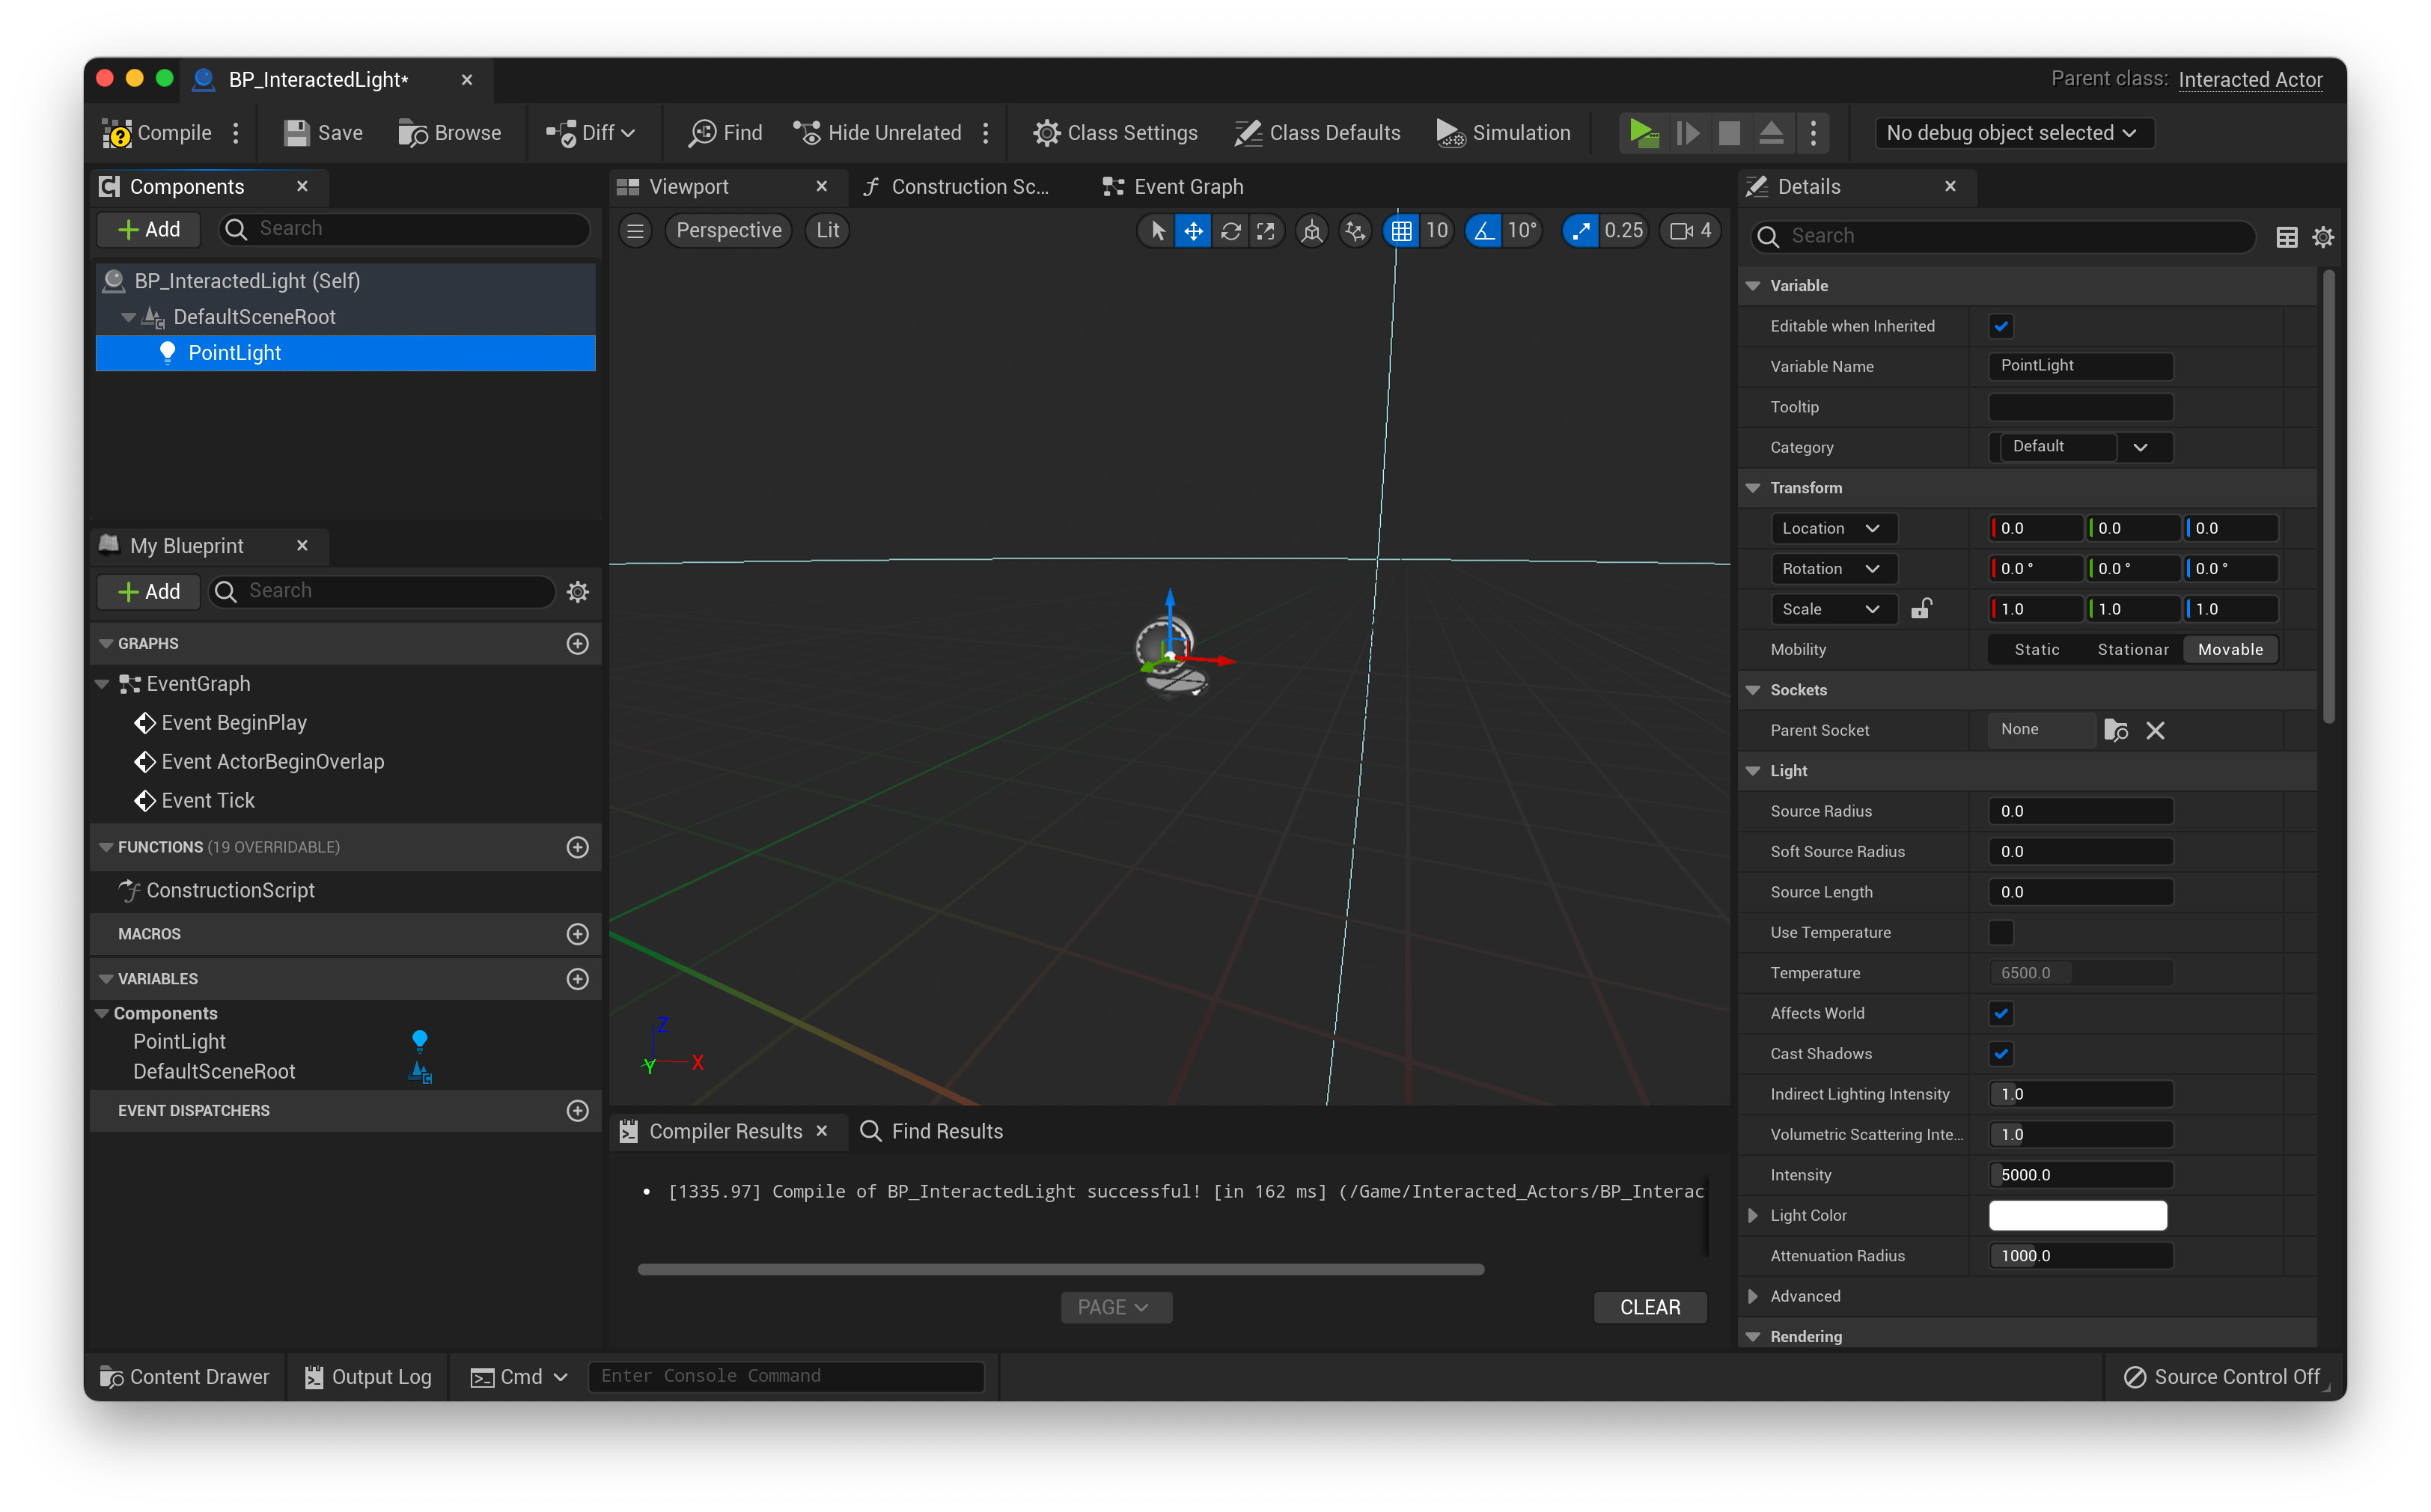 BP_InteractedLight*
Parent class: Interacted Actor
Compile
Save
Browse
Diff
Find
Hide Unrelated
Class Settings
Class Defaults
Simulation
No debug object selected
Components
Add
Search
BP_InteractedLight (Self)
DefaultSceneRoot
PointLight
My Blueprint
Add
Search
GRAPHS
EventGraph
Event BeginPlay
Event ActorBeginOverlap
Event Tick
FUNCTIONS (19 OVERRIDABLE)
ConstructionScript
MACROS
VARIABLES
Components
PointLight
DefaultSceneRoot
EVENT DISPATCHERS
Viewport
Construction Sc...
Event Graph
Perspective
Lit
10
10°
0.25
4
Z
Y
X
Compiler Results
Find Results
• [1335.97] Compile of BP_InteractedLight successful! [in 162 ms] (/Game/Interacted_Actors/BP_Interac
PAGE
CLEAR
Details
Search
Variable
Editable when Inherited
Variable Name PointLight
Tooltip
Category Default
Transform
Location 0.0 0.0 0.0
Rotation 0.0 ° 0.0 ° 0.0 °
Scale 1.0 1.0 1.0
Mobility Static Stationar Movable
Sockets
Parent Socket None
Light
Source Radius 0.0
Soft Source Radius 0.0
Source Length 0.0
Use Temperature
Temperature 6500.0
Affects World
Cast Shadows
Indirect Lighting Intensity 1.0
Volumetric Scattering Inte... 1.0
Intensity 5000.0
Light Color
Attenuation Radius 1000.0
Advanced
Rendering
Content Drawer
Output Log
Cmd
Enter Console Command
Source Control Off